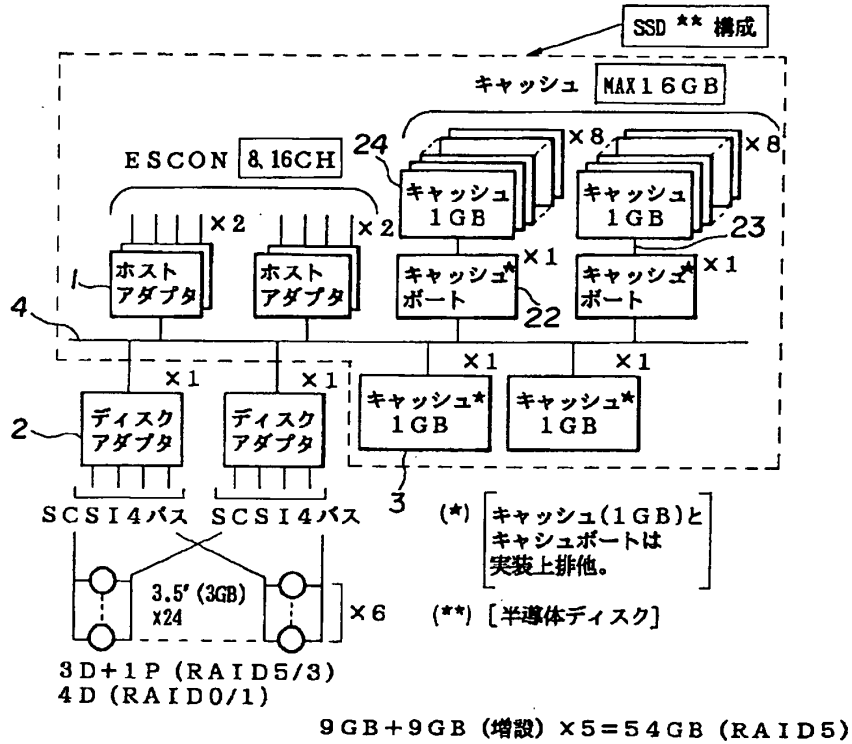 SSD ** 構成
キャッシュ MAX16GB
ESCON 8,16CH
24
×8
×8
×2
×2
キャッシュ
1GB
キャッシュ
1GB
23
1
ホスト
アダプタ
ホスト
アダプタ
×1
キャッシュ*
ポート
22
×1
キャッシュ*
ポート
4
×1
×1
×1
×1
2
ディスク
アダプタ
ディスク
アダプタ
キャッシュ*
1GB
キャッシュ*
1GB
3
SCSI4バス
SCSI4バス
(*) キャッシュ(1GB)と
キャシュポートは
実装上排他。
3.5"(3GB)
×24
×6
(**) [半導体ディスク]
3D+1P (RAID5/3)
4D (RAID0/1)
9GB+9GB (増設) ×5=54GB (RAID5)